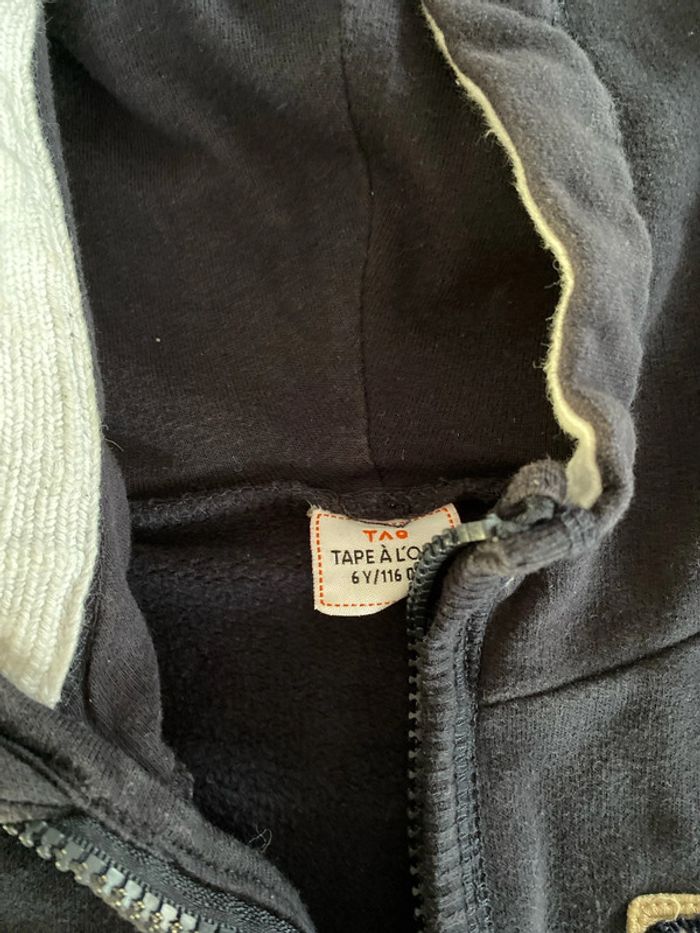 TAO
TAPE À L'O
6 Y/116